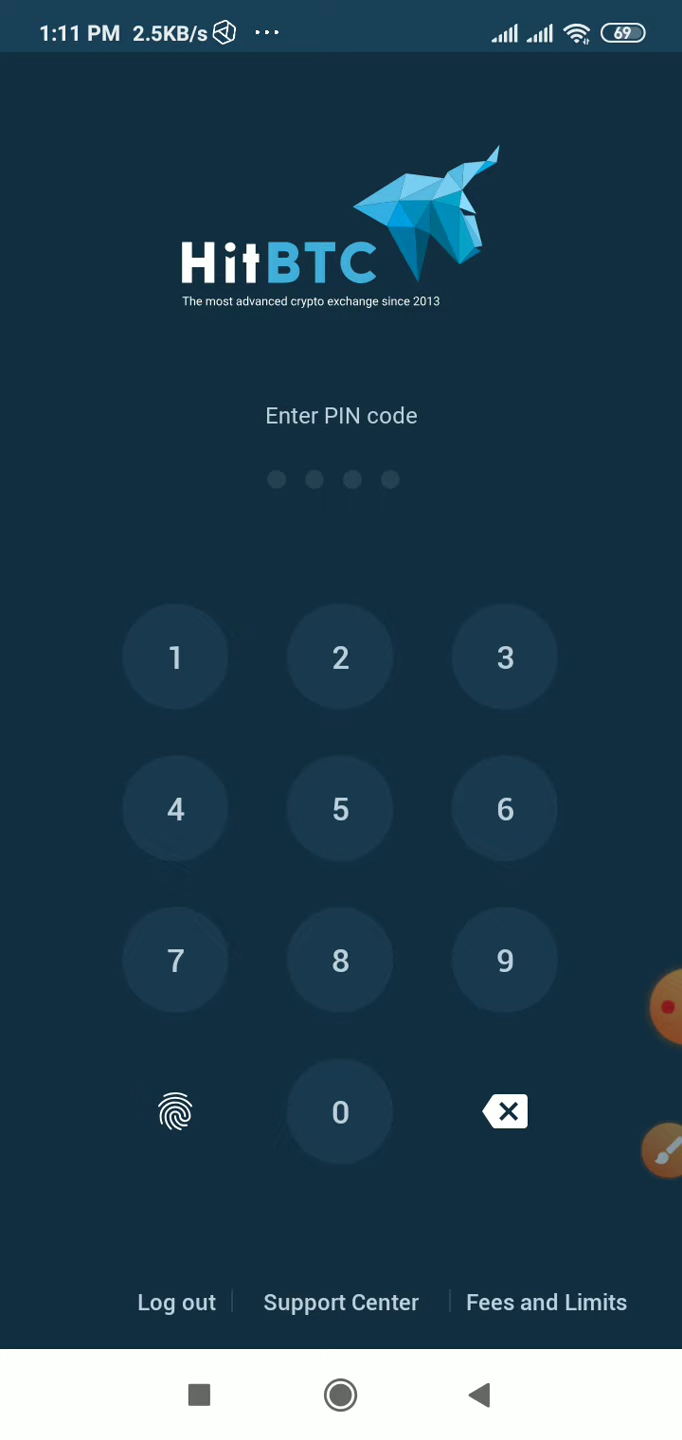 1:11 PM 2.5KB/s ... 69
HitBTC
The most advanced crypto exchange since 2013
Enter PIN code
1 2 3
4 5 6
7 8 9
0
Log out Support Center Fees and Limits